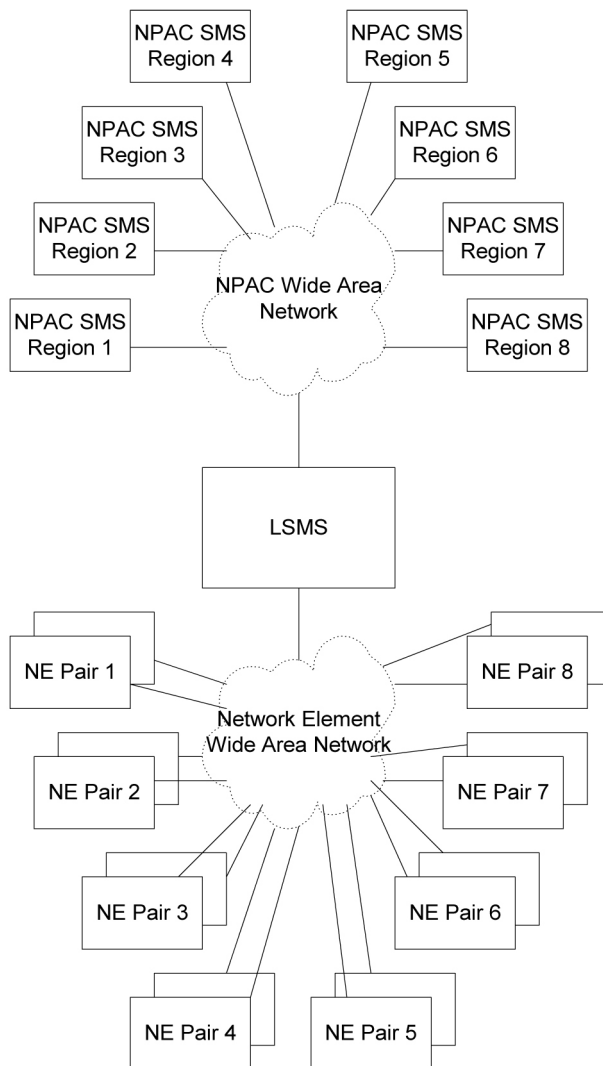 NPAC SMS
Region 4
NPAC SMS
Region 5
NPAC SMS
Region 3
NPAC SMS
Region 6
NPAC SMS
Region 2
NPAC SMS
Region 7
NPAC Wide Area
Network
NPAC SMS
Region 1
NPAC SMS
Region 8
LSMS
NE Pair 1
NE Pair 8
Network Element
Wide Area Network
NE Pair 2
NE Pair 7
NE Pair 3
NE Pair 6
NE Pair 4
NE Pair 5